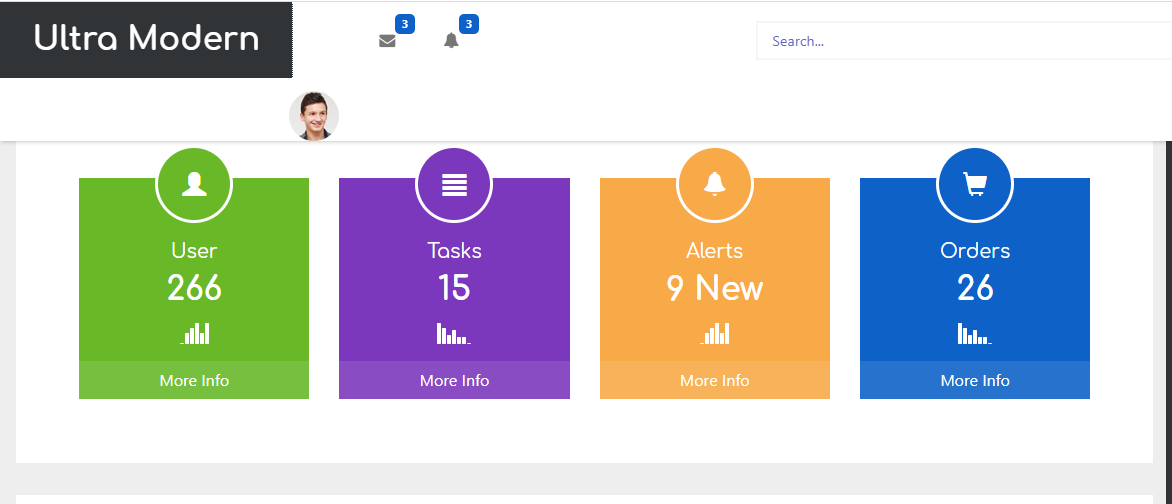 Ultra Modern
3
3
Search...
User
266
More Info
Tasks
15
More Info
Alerts
9 New
More Info
Orders
26
More Info